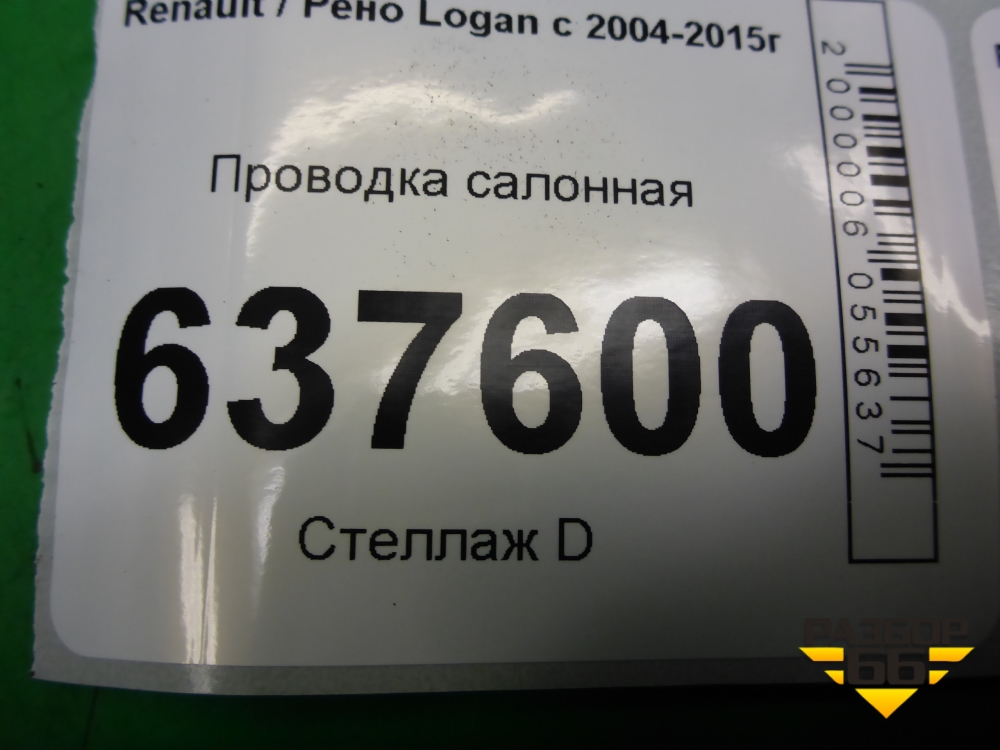 Renault / Рено Logan с 2004-2015г
Проводка салонная
637600
Стеллаж D
2000006055637
РАЗБОР
66